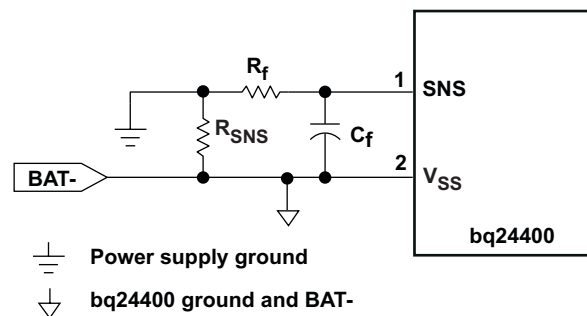 R_f
1
SNS
R_SNS
C_f
2
V_SS
BAT-
bq24400
Power supply ground
bq24400 ground and BAT-